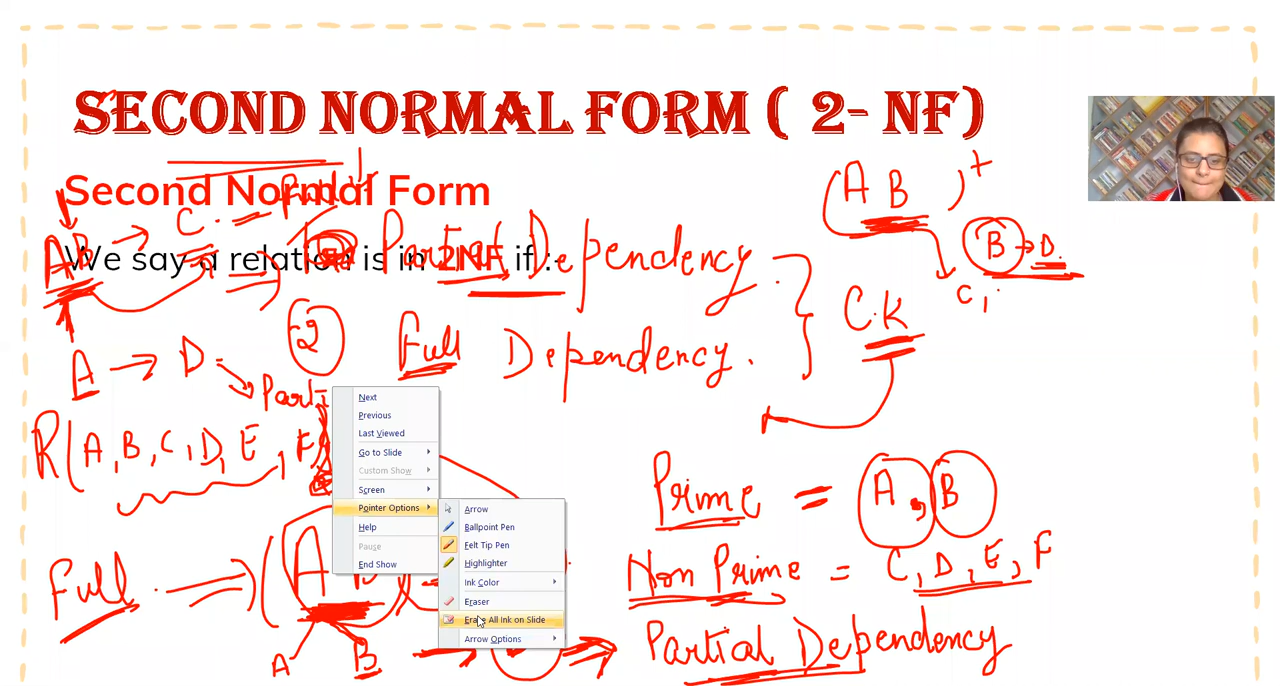 SECOND NORMAL FORM ( 2- NF)
Second Normal Form
We say a relation is in 2NF if :-
AB → C.
Partial Dependency
2 Full Dependency.
A → D
R(A, B, C, D, E, F
Full ⇒ (A B)
A B
(A B)+
B → D.
C,
C.K
Prime = A, B
Non Prime = C, D, E, F
Partial Dependency
Next
Previous
Last Viewed
Go to Slide
Custom Show
Screen
Pointer Options
Help
Pause
End Show
Arrow
Ballpoint Pen
Felt Tip Pen
Highlighter
Ink Color
Eraser
Erase All Ink on Slide
Arrow Options